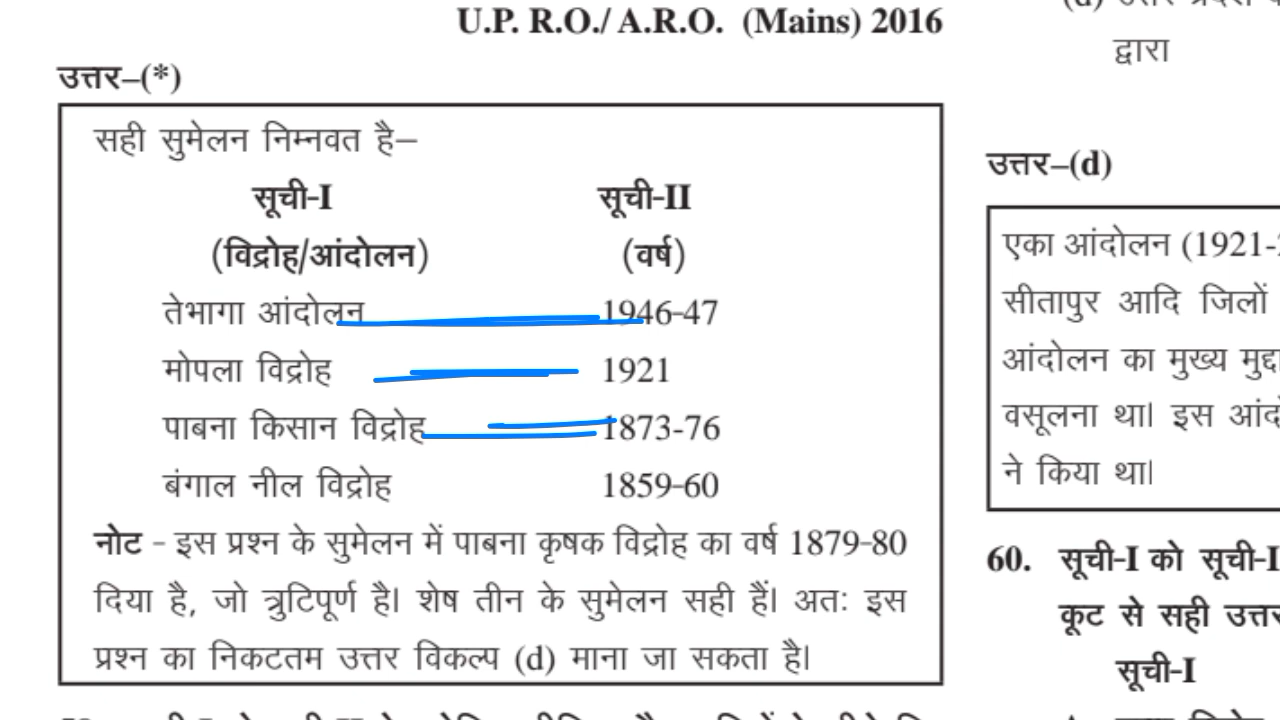 U.P. R.O./ A.R.O. (Mains) 2016
उत्तर–(*)
सही सुमेलन निम्नवत है–
सूची-I सूची-II
(विद्रोह/आंदोलन) (वर्ष)
तेभागा आंदोलन 1946-47
मोपला विद्रोह 1921
पाबना किसान विद्रोह 1873-76
बंगाल नील विद्रोह 1859-60
नोट - इस प्रश्न के सुमेलन में पाबना कृषक विद्रोह का वर्ष 1879-80
दिया है, जो त्रुटिपूर्ण है। शेष तीन के सुमेलन सही हैं। अतः इस
प्रश्न का निकटतम उत्तर विकल्प (d) माना जा सकता है।
द्वारा
उत्तर–(d)
एका आंदोलन (1921-
सीतापुर आदि जिलों
आंदोलन का मुख्य
वसूलना था। इस
ने किया था।
60. सूची-I को
कूट से सही
सूची-I